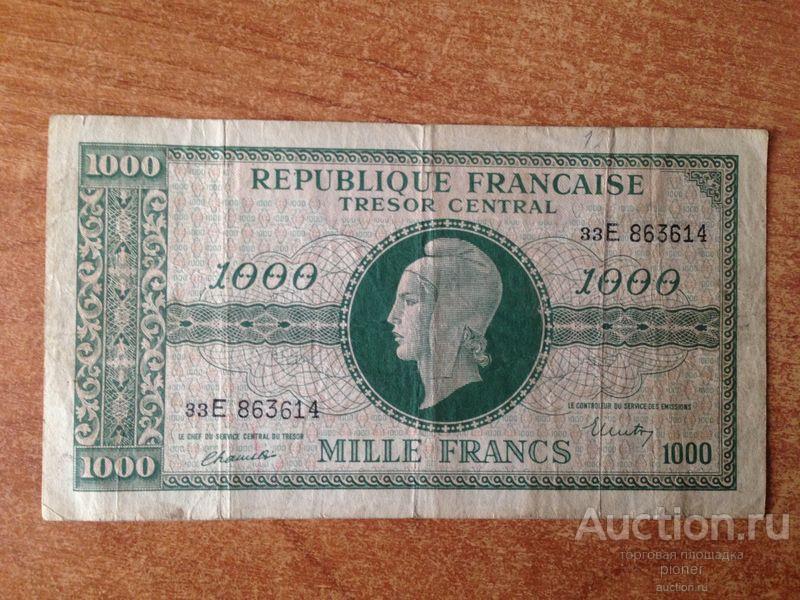 1000
REPUBLIQUE FRANCAISE
TRESOR CENTRAL
33E 863614
1000 1000
33E 863614
LE CONTROLEUR DU SERVICE DES EMISSIONS
LE CHEF DU SERVICE CENTRAL DU TRESOR
1000 MILLE FRANCS 1000
Auction.ru
торговая площадка
pioner
auction.ru